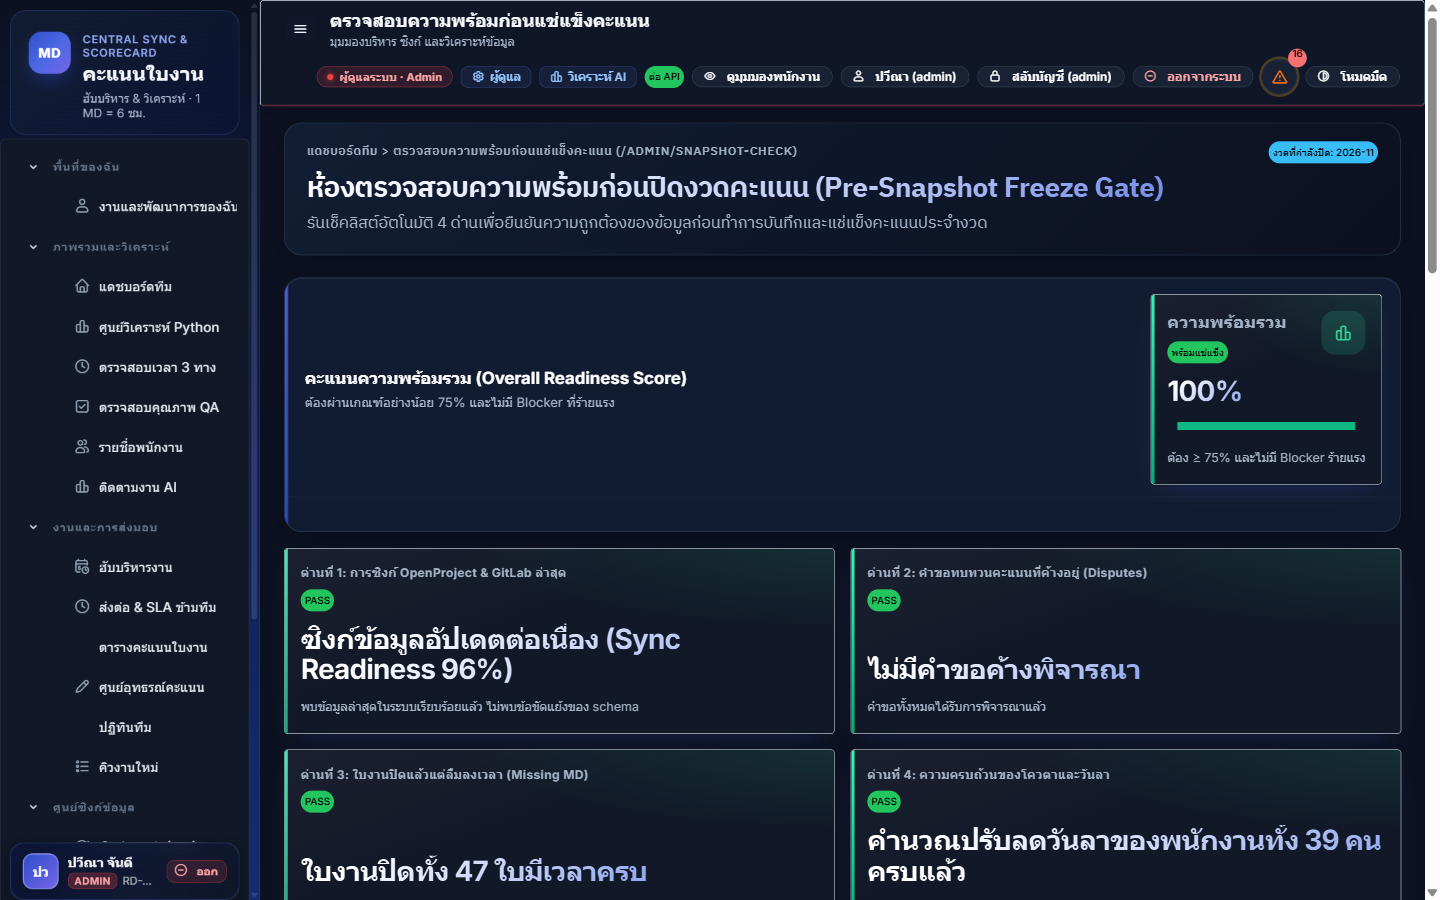 MD
CENTRAL SYNC &
SCORECARD
คะแนนใบงาน
ฮับบริหาร & วิเคราะห์ · 1
MD = 6 ชม.
พื้นที่ของฉัน
งานและพัฒนาการของฉัน
ภาพรวมและวิเคราะห์
แดชบอร์ดทีม
ศูนย์วิเคราะห์ Python
ตรวจสอบเวลา 3 ทาง
ตรวจสอบคุณภาพ QA
รายชื่อพนักงาน
ติดตามงาน AI
งานและการส่งมอบ
ฮับบริหารงาน
ส่งต่อ & SLA ข้ามทีม
ตารางคะแนนใบงาน
ศูนย์อุทธรณ์คะแนน
ปฏิทินทีม
คิวงานใหม่
ศูนย์ซิงก์ข้อมูล
ปว
ปวีณา จันดี
ADMIN RD-...
ออก
ตรวจสอบความพร้อมก่อนแช่แข็งคะแนน
มุมมองบริหาร ซิงก์ และวิเคราะห์ข้อมูล
ผู้ดูแลระบบ · Admin
ผู้ดูแล
วิเคราะห์ AI
ต่อ API
ดูมุมมองพนักงาน
ปวีณา (admin)
สลับบัญชี (admin)
ออกจากระบบ
16
โหมดมืด
แดชบอร์ดทีม > ตรวจสอบความพร้อมก่อนแช่แข็งคะแนน (/ADMIN/SNAPSHOT-CHECK)
งวดที่กำลังปิด: 2026-11
ห้องตรวจสอบความพร้อมก่อนปิดงวดคะแนน (Pre-Snapshot Freeze Gate)
รันเช็คลิสต์อัตโนมัติ 4 ด่านเพื่อยืนยันความถูกต้องของข้อมูลก่อนทำการบันทึกและแช่แข็งคะแนนประจำงวด
คะแนนความพร้อมรวม (Overall Readiness Score)
ต้องผ่านเกณฑ์อย่างน้อย 75% และไม่มี Blocker ที่ร้ายแรง
ความพร้อมรวม
พร้อมแช่แข็ง
100%
ต้อง ≥ 75% และไม่มี Blocker ร้ายแรง
ด่านที่ 1: การซิงก์ OpenProject & GitLab ล่าสุด
PASS
ซิงก์ข้อมูลอัปเดตต่อเนื่อง (Sync
Readiness 96%)
พบข้อมูลล่าสุดในระบบเรียบร้อยแล้ว ไม่พบข้อขัดแย้งของ schema
ด่านที่ 2: คำขอทบทวนคะแนนที่ค้างอยู่ (Disputes)
PASS
ไม่มีคำขอค้างพิจารณา
คำขอทั้งหมดได้รับการพิจารณาแล้ว
ด่านที่ 3: ใบงานปิดแล้วแต่ลืมลงเวลา (Missing MD)
PASS
ใบงานปิดทั้ง 47 ใบมีเวลาครบ
ด่านที่ 4: ความครบถ้วนของโควตาและวันลา
PASS
คำนวณปรับลดวันลาของพนักงานทั้ง 39 คน
ครบแล้ว